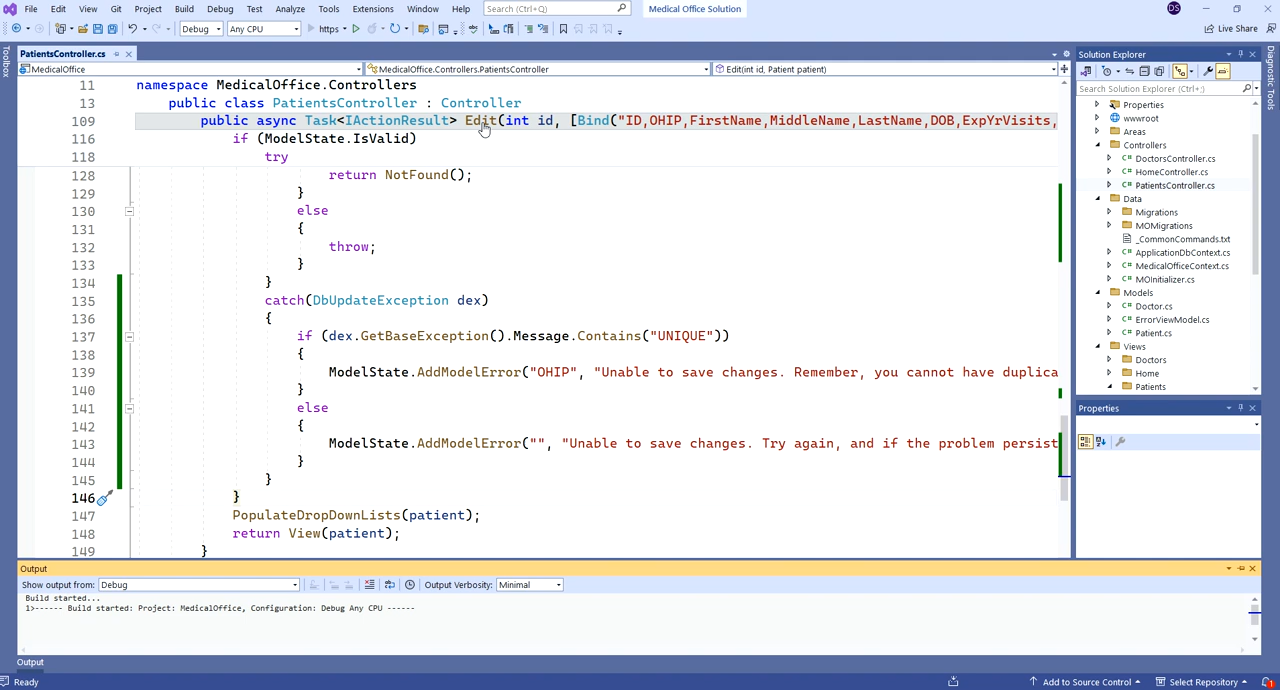 File Edit View Git Project Build Debug Test Analyze Tools Extensions Window Help Search (Ctrl+Q) Medical Office Solution DS
Debug Any CPU https Live Share
Toolbox
PatientsController.cs
MedicalOffice MedicalOffice.Controllers.PatientsController Edit(int id, Patient patient)
11 namespace MedicalOffice.Controllers
13 public class PatientsController : Controller
109 public async Task<IActionResult> Edit(int id, [Bind("ID,OHIP,FirstName,MiddleName,LastName,DOB,ExpYrVisits,
116 if (ModelState.IsValid)
118 try
128 return NotFound();
129 }
130 else
131 {
132 throw;
133 }
134 }
135 catch(DbUpdateException dex)
136 {
137 if (dex.GetBaseException().Message.Contains("UNIQUE"))
138 {
139 ModelState.AddModelError("OHIP", "Unable to save changes. Remember, you cannot have duplica
140 }
141 else
142 {
143 ModelState.AddModelError("", "Unable to save changes. Try again, and if the problem persist
144 }
145 }
146 }
147 PopulateDropDownLists(patient);
148 return View(patient);
149 }
Solution Explorer
Search Solution Explorer (Ctrl+;)
Properties
wwwroot
Areas
Controllers
C# DoctorsController.cs
C# HomeController.cs
C# PatientsController.cs
Data
Migrations
MOMigrations
_CommonCommands.txt
C# ApplicationDbContext.cs
C# MedicalOfficeContext.cs
C# MOInitializer.cs
Models
C# Doctor.cs
C# ErrorViewModel.cs
C# Patient.cs
Views
Doctors
Home
Patients
Properties
Diagnostic Tools
Output
Show output from: Debug Output Verbosity: Minimal
Build started...
1>------ Build started: Project: MedicalOffice, Configuration: Debug Any CPU ------
Output
Ready Add to Source Control Select Repository 1